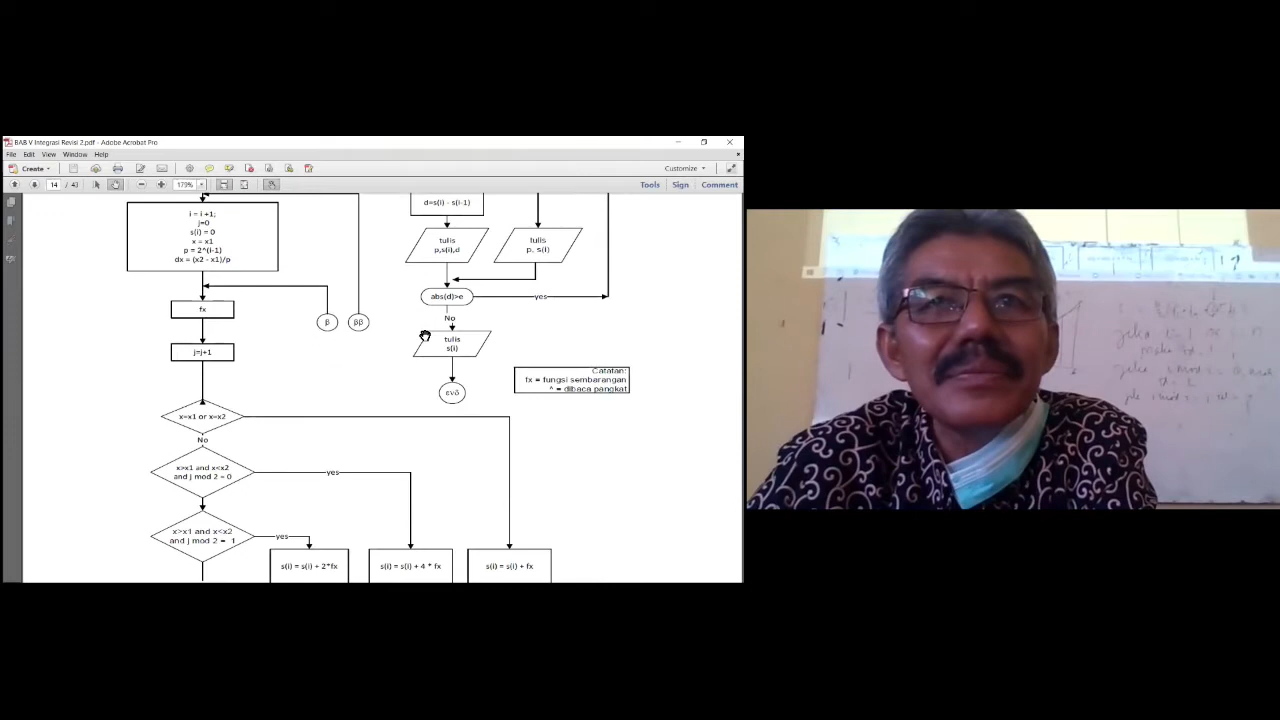 BAB V Integrasi Revisi 2.pdf - Adobe Acrobat Pro
File Edit View Window Help
Create
Customize
14 / 43
179%
Tools Sign Comment
i = i +1;
j=0
s(i) = 0
x = x1
p = 2^(i-1)
dx = (x2 - x1)/p
fx
j=j+1
β
ββ
x=x1 or x=x2
No
x>x1 and x<x2
and j mod 2 = 0
yes
x>x1 and x<x2
and j mod 2 = 1
yes
s(i) = s(i) + 2*fx
s(i) = s(i) + 4 * fx
s(i) = s(i) + fx
d=s(i) - s(i-1)
tulis
p,s(i),d
tulis
p, s(i)
abs(d)>e
yes
No
tulis
s(i)
ενδ
Catatan:
fx = fungsi sembarangan
^ = dibaca pangkat